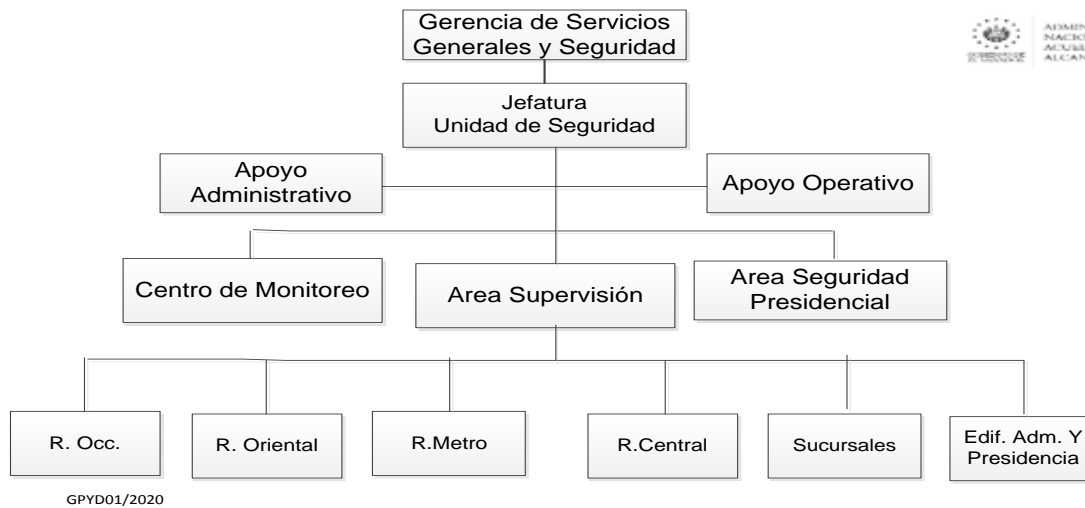 Gerencia de Servicios
Generales y Seguridad
Jefatura
Unidad de Seguridad
Apoyo
Administrativo
Apoyo Operativo
Centro de Monitoreo
Area Supervisión
Area Seguridad
Presidencial
R. Occ.
R. Oriental
R.Metro
R.Central
Sucursales
Edif. Adm. Y
Presidencia
GPYD01/2020